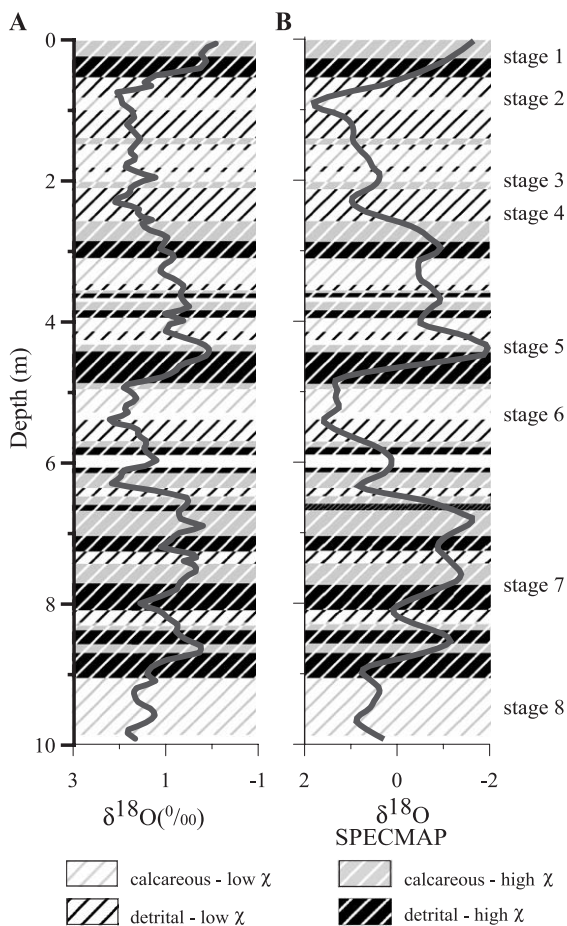 A
B
0
2
4
6
8
10
Depth (m)
stage 1
stage 2
stage 3
stage 4
stage 5
stage 6
stage 7
stage 8
3 1 -1
2 0 -2
δ¹⁸O(⁰/₀₀)
δ¹⁸O
SPECMAP
calcareous - low χ
calcareous - high χ
detrital - low χ
detrital - high χ